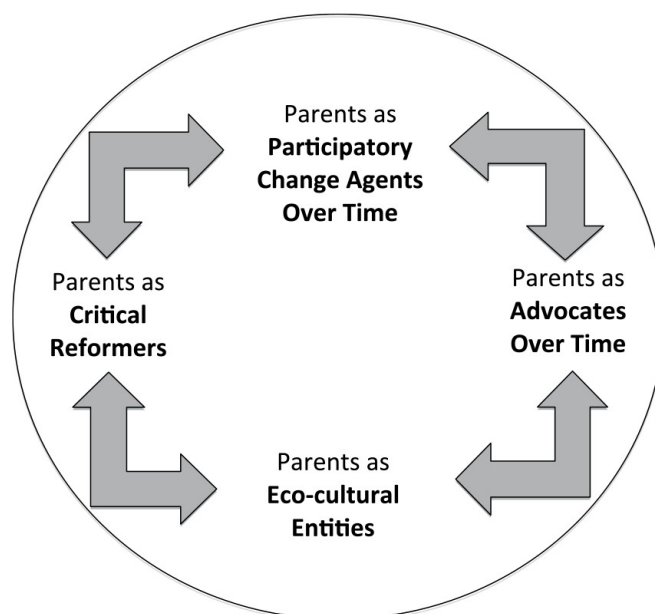 Parents as
Participatory
Change Agents
Over Time
Parents as
Critical
Reformers
Parents as
Advocates
Over Time
Parents as
Eco-cultural
Entities